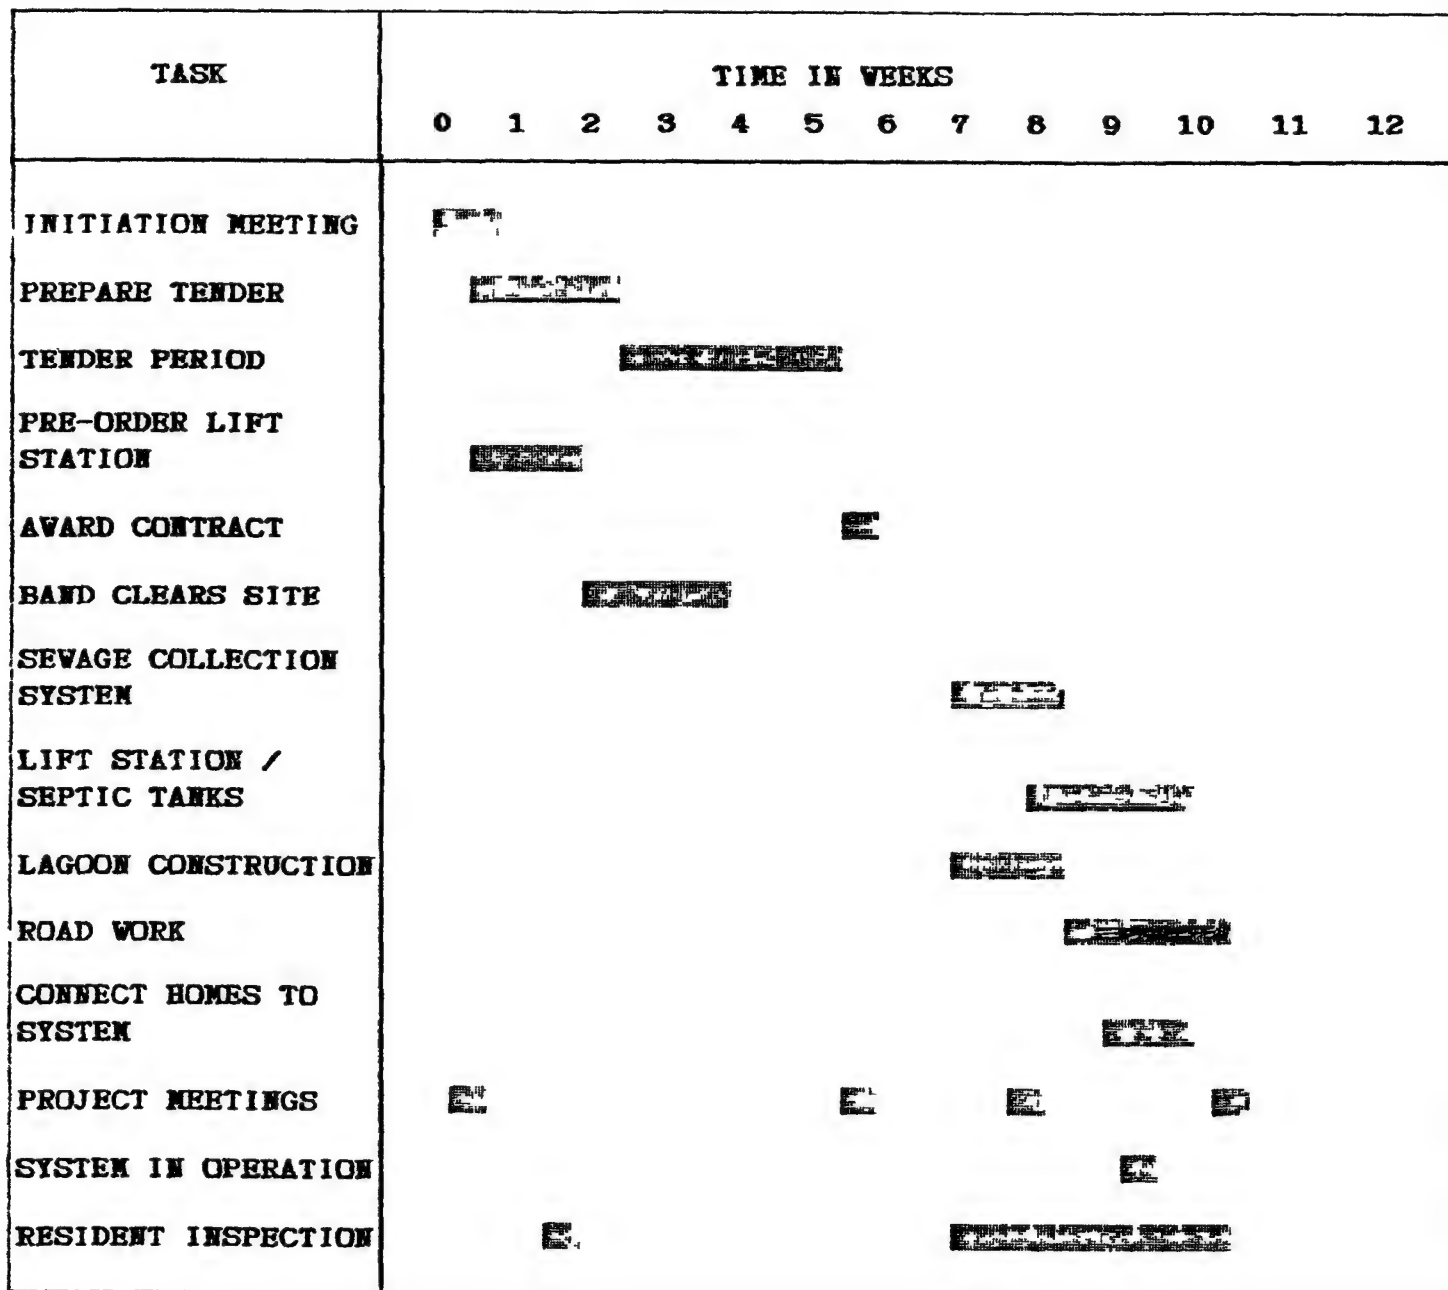 TASK
TIME IN WEEKS
0 1 2 3 4 5 6 7 8 9 10 11 12
INITIATION MEETING
PREPARE TENDER
TENDER PERIOD
PRE-ORDER LIFT
STATION
AWARD CONTRACT
BAND CLEARS SITE
SEWAGE COLLECTION
SYSTEM
LIFT STATION /
SEPTIC TANKS
LAGOON CONSTRUCTION
ROAD WORK
CONNECT HOMES TO
SYSTEM
PROJECT MEETINGS
SYSTEM IN OPERATION
RESIDENT INSPECTION